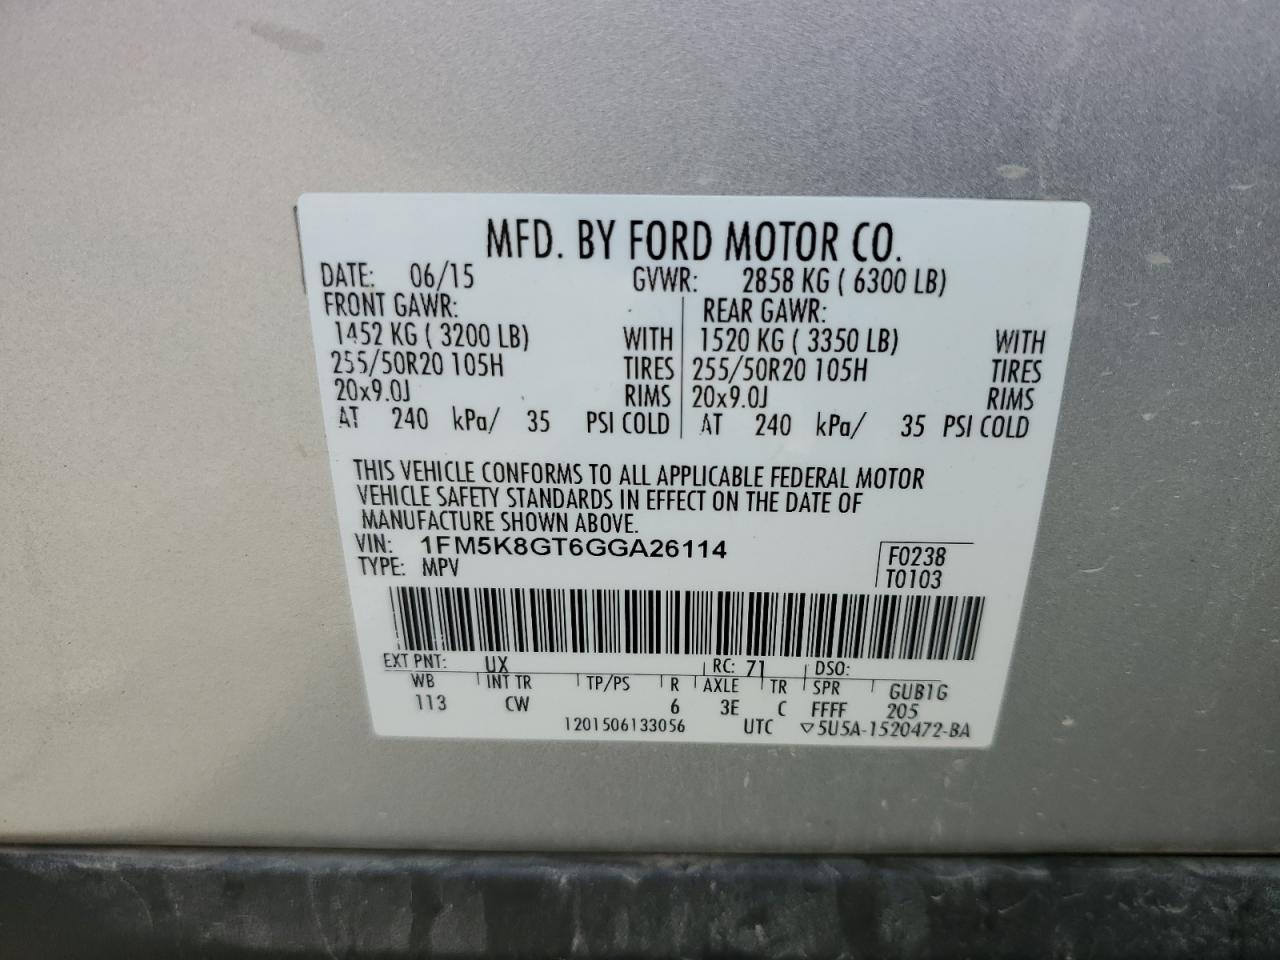 MFD. BY FORD MOTOR CO.
DATE: 06/15 GVWR: 2858 KG ( 6300 LB)
FRONT GAWR: REAR GAWR:
1452 KG ( 3200 LB) WITH 1520 KG ( 3350 LB) WITH
255/50R20 105H TIRES 255/50R20 105H TIRES
20x9.0J RIMS 20x9.0J RIMS
AT 240 kPa/ 35 PSI COLD AT 240 kPa/ 35 PSI COLD
THIS VEHICLE CONFORMS TO ALL APPLICABLE FEDERAL MOTOR
VEHICLE SAFETY STANDARDS IN EFFECT ON THE DATE OF
MANUFACTURE SHOWN ABOVE.
VIN: 1FM5K8GT6GGA26114 F0238
TYPE: MPV T0103
EXT PNT: UX RC: 71 DSO:
WB INT TR TP/PS R AXLE TR SPR GUB1G
113 CW 6 3E C FFFF 205
1201506133056 UTC ▽5U5A-1520472-BA